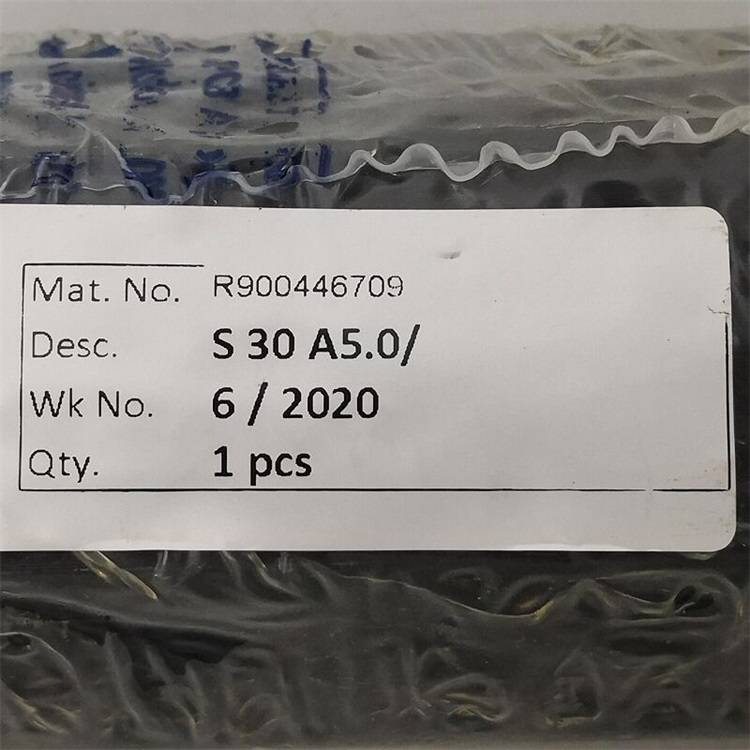 Mat. No. R900446709
Desc. S 30 A5.0/
Wk No. 6 / 2020
Qty. 1 pcs